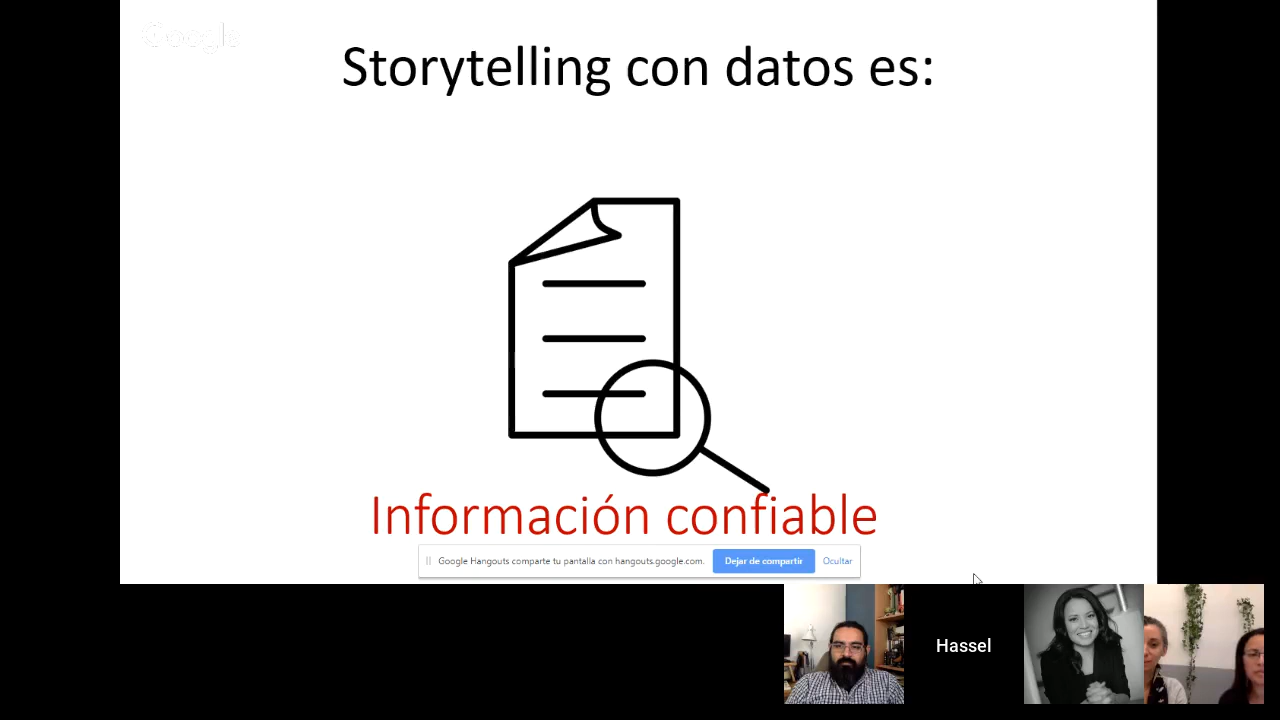 Google
Storytelling con datos es:
Información confiable
Google Hangouts comparte tu pantalla con hangouts.google.com. Dejar de compartir Ocultar
Hassel